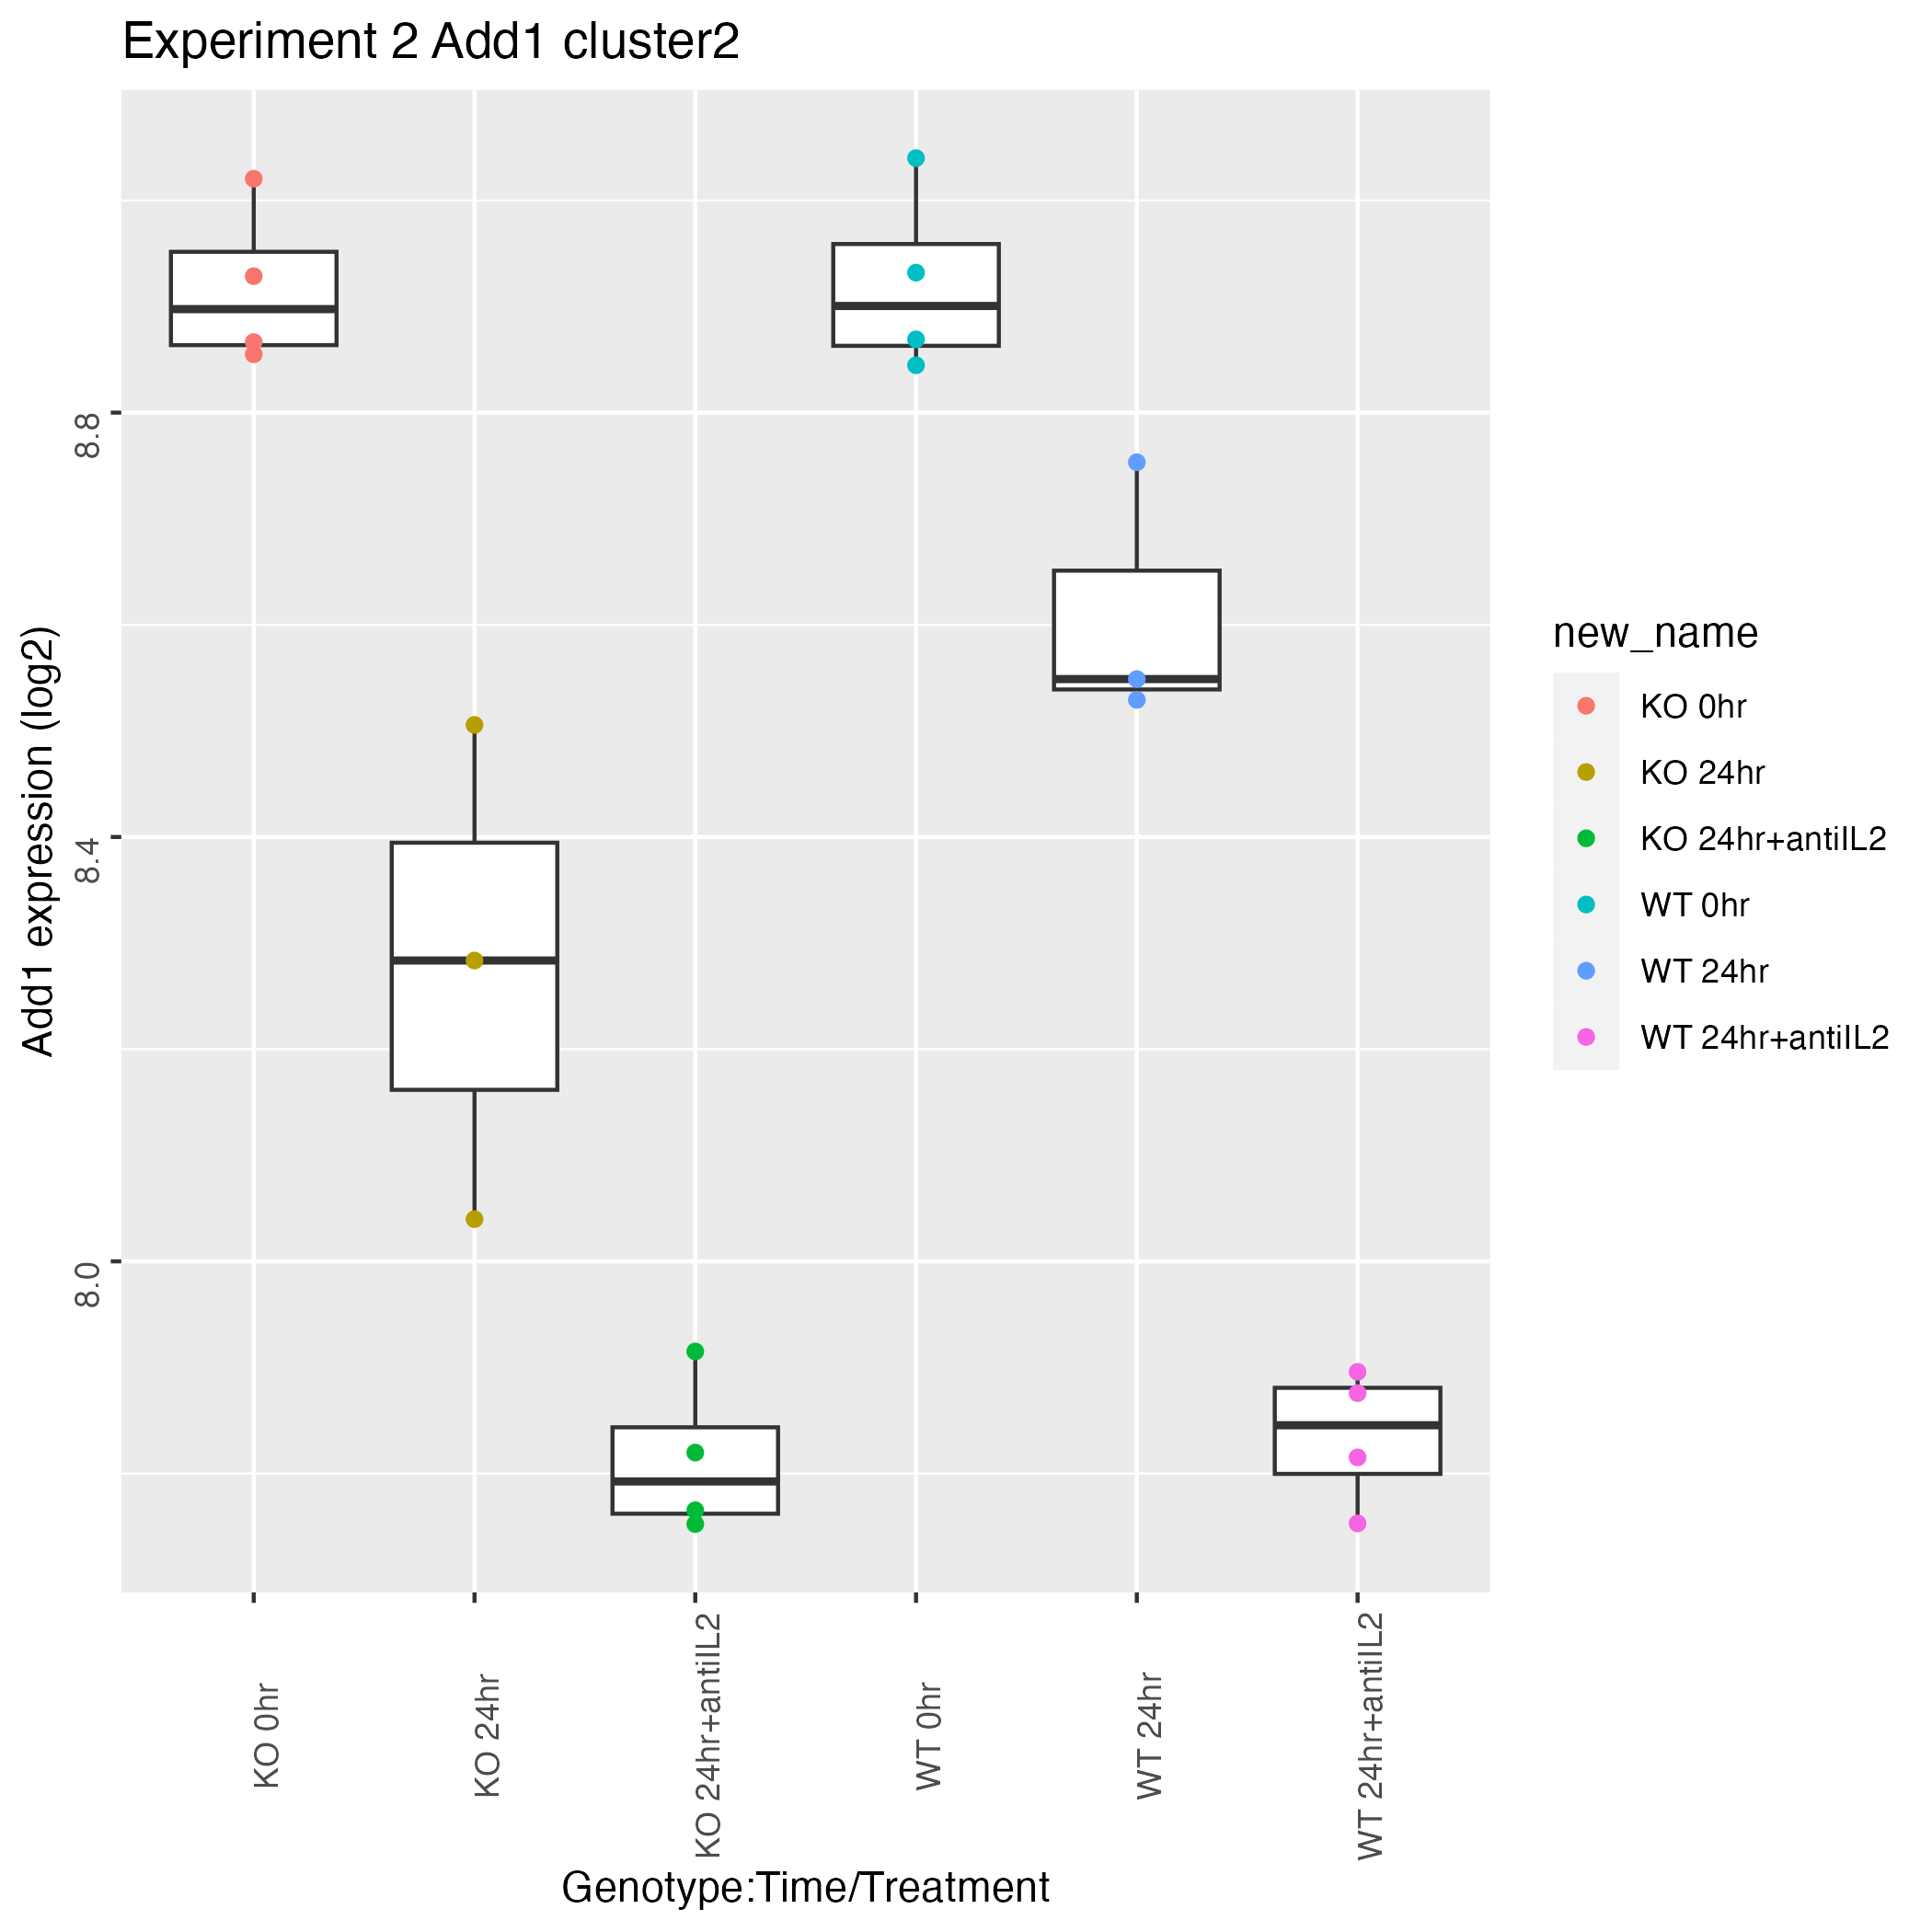 Experiment 2 Add1 cluster2
Add1 expression (log2)
8.8
8.4
8.0
KO 0hr
KO 24hr
KO 24hr+antiIL2
WT 0hr
WT 24hr
WT 24hr+antiIL2
Genotype:Time/Treatment
new_name
KO 0hr
KO 24hr
KO 24hr+antiIL2
WT 0hr
WT 24hr
WT 24hr+antiIL2